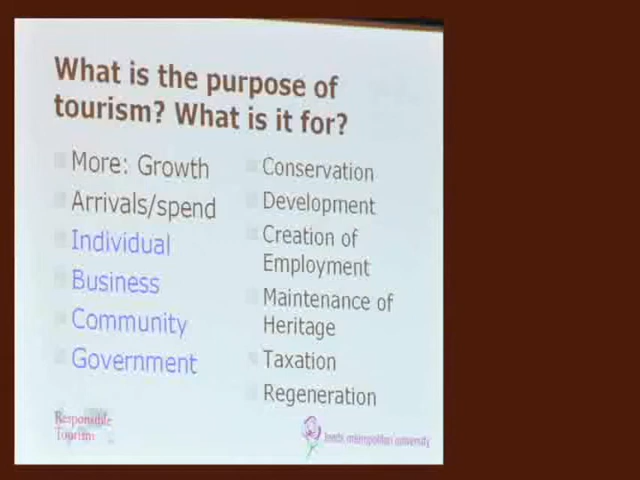 What is the purpose of
tourism? What is it for?
More: Growth
Arrivals/spend
Individual
Business
Community
Government
Conservation
Development
Creation of
Employment
Maintenance of
Heritage
Taxation
Regeneration
Responsible
Tourism
leeds metropolitan university